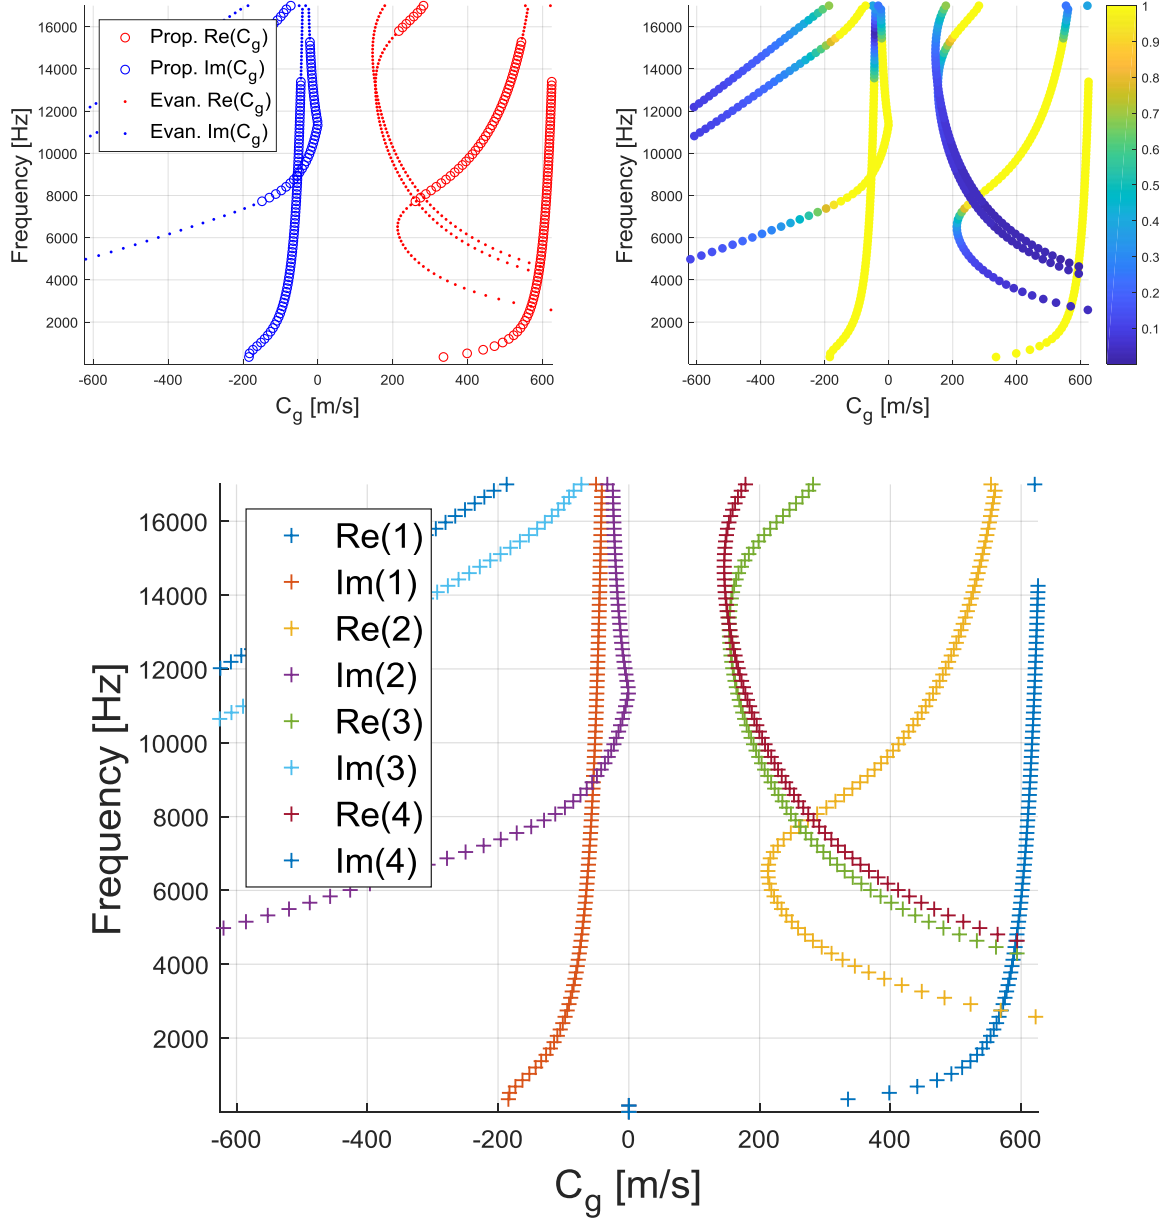 16000
14000
12000
10000
8000
6000
4000
2000
Frequency [Hz]
Prop. Re(Cg)
Prop. Im(Cg)
Evan. Re(Cg)
Evan. Im(Cg)
-600 -400 -200 0 200 400 600
Cg [m/s]
16000
14000
12000
10000
8000
6000
4000
2000
Frequency [Hz]
-600 -400 -200 0 200 400 600
Cg [m/s]
1
0.9
0.8
0.7
0.6
0.5
0.4
0.3
0.2
0.1
16000
14000
12000
10000
8000
6000
4000
2000
Frequency [Hz]
Re(1)
Im(1)
Re(2)
Im(2)
Re(3)
Im(3)
Re(4)
Im(4)
-600 -400 -200 0 200 400 600
Cg [m/s]